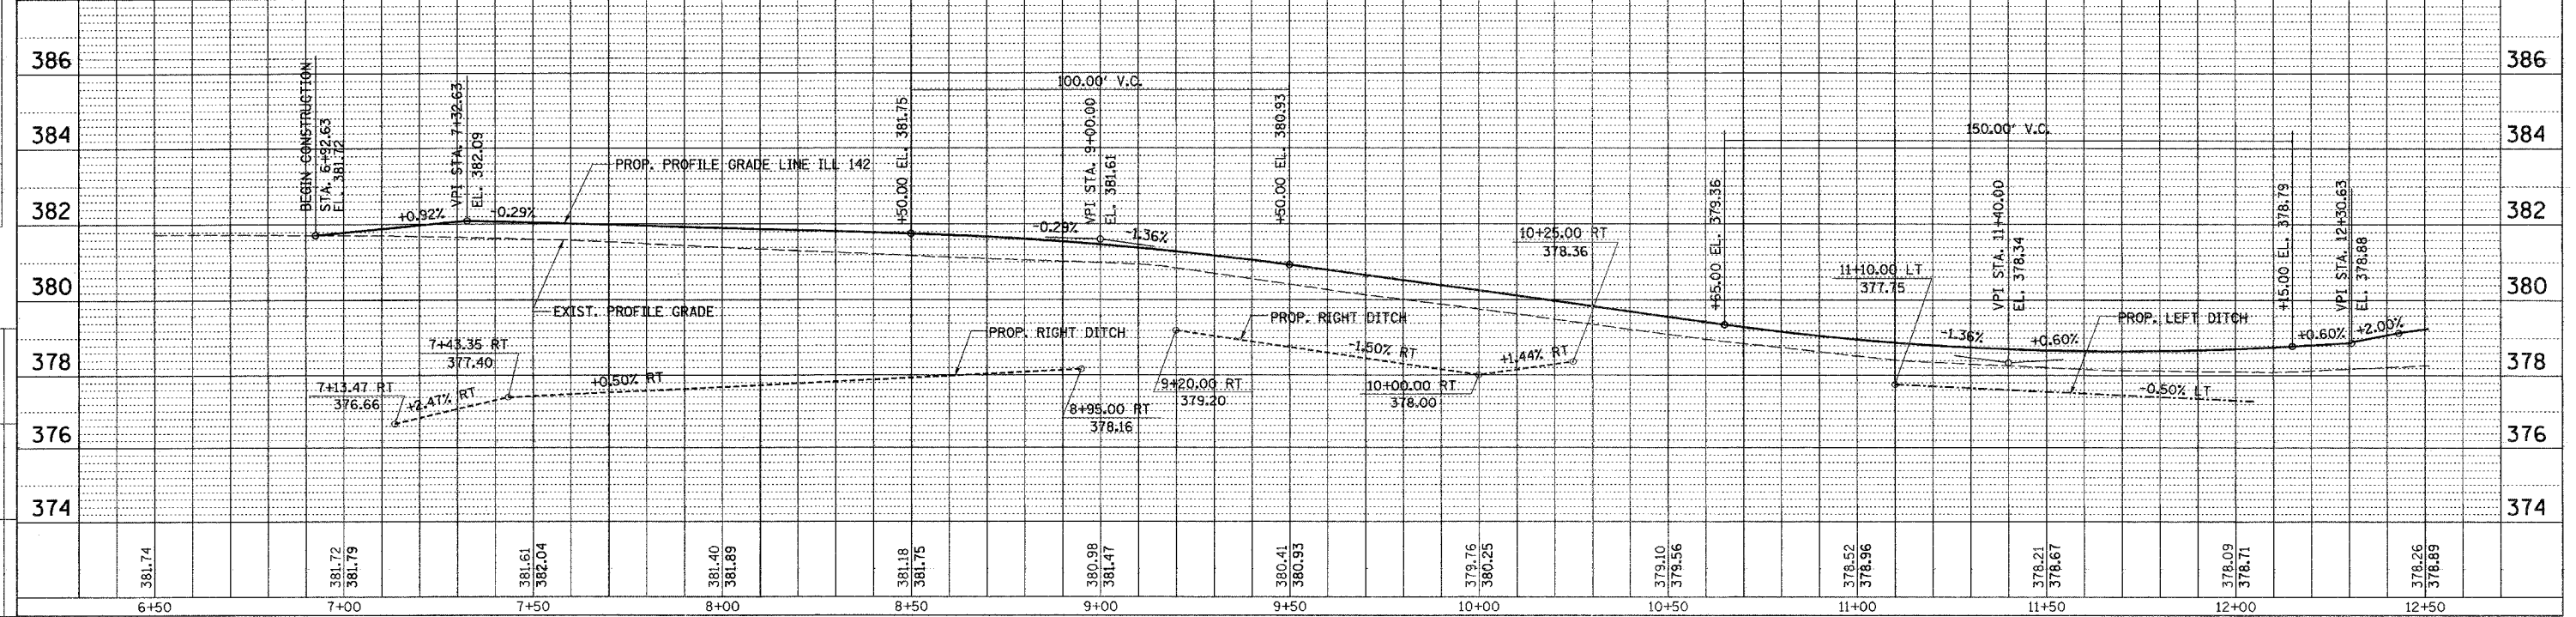 386
384
382
380
378
376
374
BEGIN CONSTRUCTION
STA. 6+92.63
EL. 381.72
VPI STA. 7+32.63
EL. 382.09
+0.92%
-0.29%
PROP. PROFILE GRADE LINE ILL 142
EXIST. PROFILE GRADE
+50.00 EL. 381.75
100.00' V.C.
VPI STA. 9+00.00
EL. 381.61
-0.29%
-1.36%
+50.00 EL. 380.93
7+13.47 RT
376.66
+2.47% RT
7+43.35 RT
377.40
+0.50% RT
PROP. RIGHT DITCH
8+95.00 RT
378.16
9+20.00 RT
379.20
PROP. RIGHT DITCH
-1.50% RT
10+00.00 RT
378.00
+1.44% RT
10+25.00 RT
378.36
+65.00 EL. 379.36
150.00' V.C.
11+10.00 LT
377.75
VPI STA. 11+40.00
EL. 378.34
-1.36%
+0.60%
PROP. LEFT DITCH
-0.50% LT
+15.00 EL. 378.79
VPI STA. 12+30.63
EL. 378.88
+0.60%
+2.00%
386
384
382
380
378
376
374
381.74
381.72
381.79
381.61
382.04
381.40
381.89
381.18
381.75
380.98
381.47
380.41
380.93
379.76
380.25
379.10
379.56
378.52
378.96
378.21
378.67
378.09
378.71
378.26
378.89
6+50
7+00
7+50
8+00
8+50
9+00
9+50
10+00
10+50
11+00
11+50
12+00
12+50